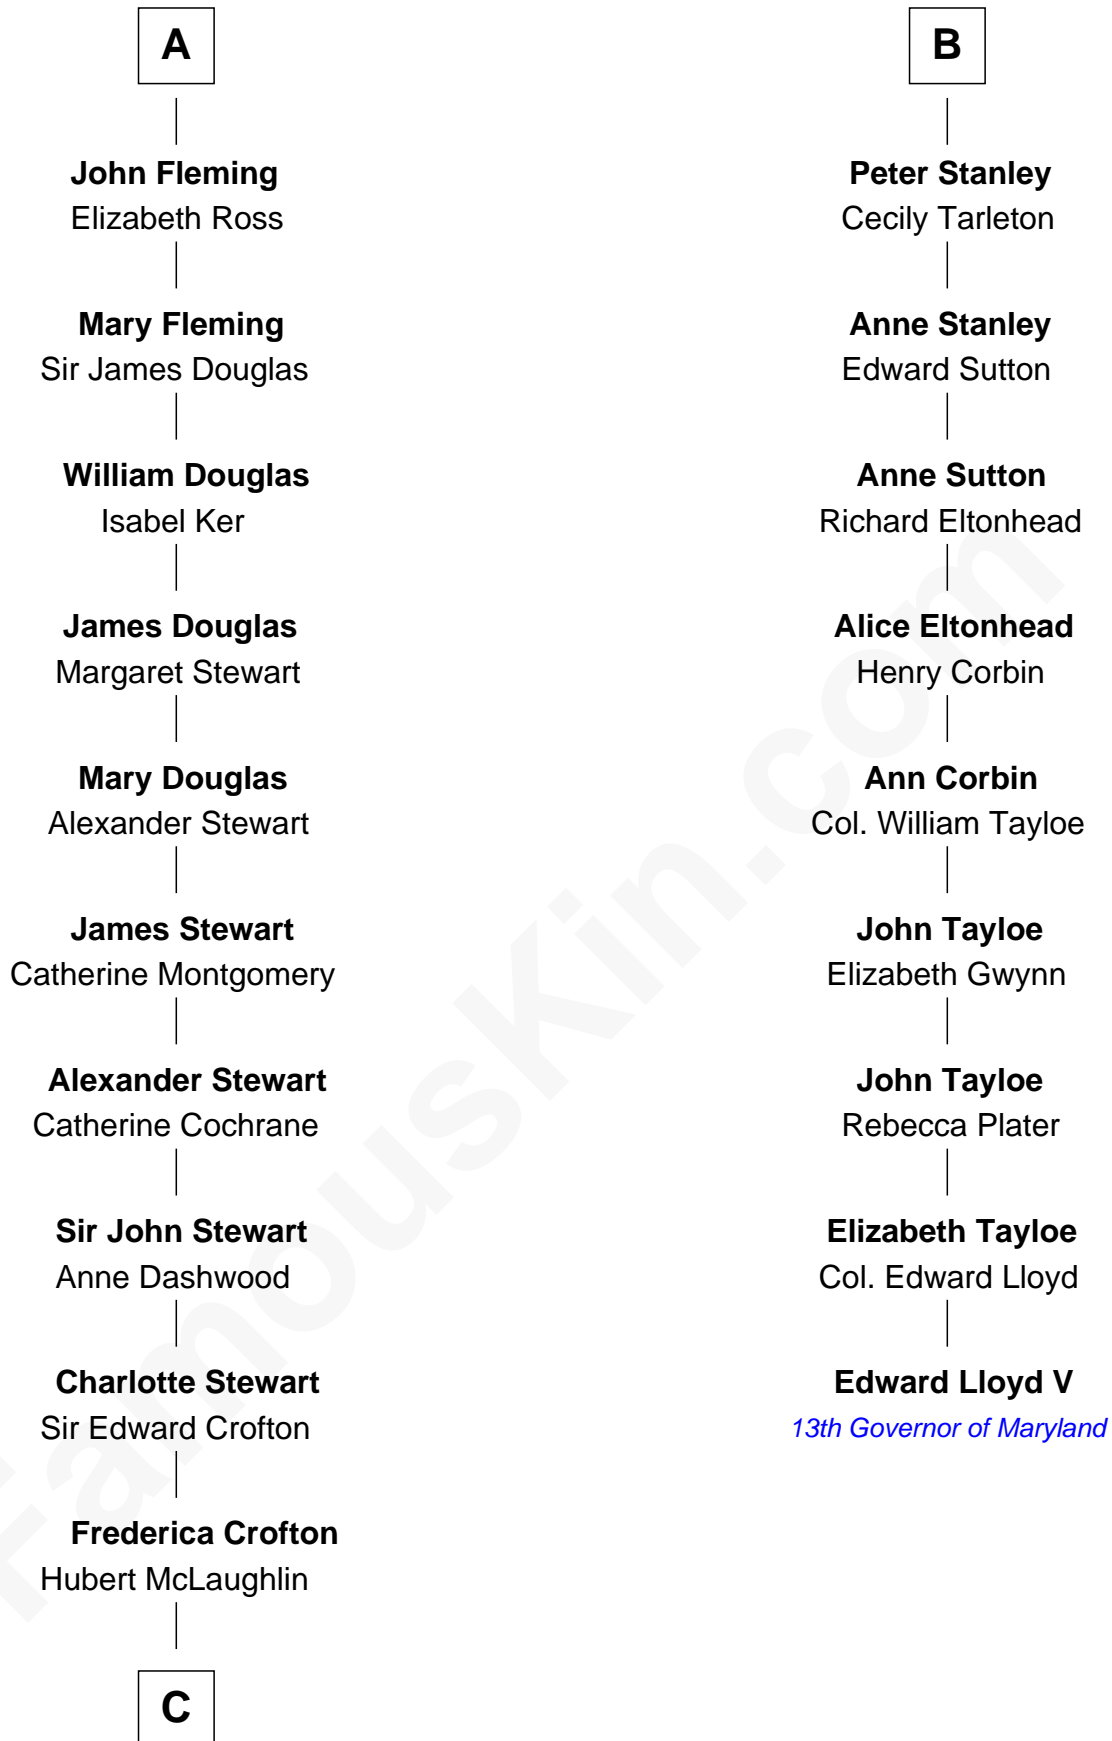 A
John Fleming
Elizabeth Ross
Mary Fleming
Sir James Douglas
William Douglas
Isabel Ker
James Douglas
Margaret Stewart
Mary Douglas
Alexander Stewart
James Stewart
Catherine Montgomery
Alexander Stewart
Catherine Cochrane
Sir John Stewart
Anne Dashwood
Charlotte Stewart
Sir Edward Crofton
Frederica Crofton
Hubert McLaughlin
C
B
Peter Stanley
Cecily Tarleton
Anne Stanley
Edward Sutton
Anne Sutton
Richard Eltonhead
Alice Eltonhead
Henry Corbin
Ann Corbin
Col. William Tayloe
John Tayloe
Elizabeth Gwynn
John Tayloe
Rebecca Plater
Elizabeth Tayloe
Col. Edward Lloyd
Edward Lloyd V
13th Governor of Maryland
FamousKin.com